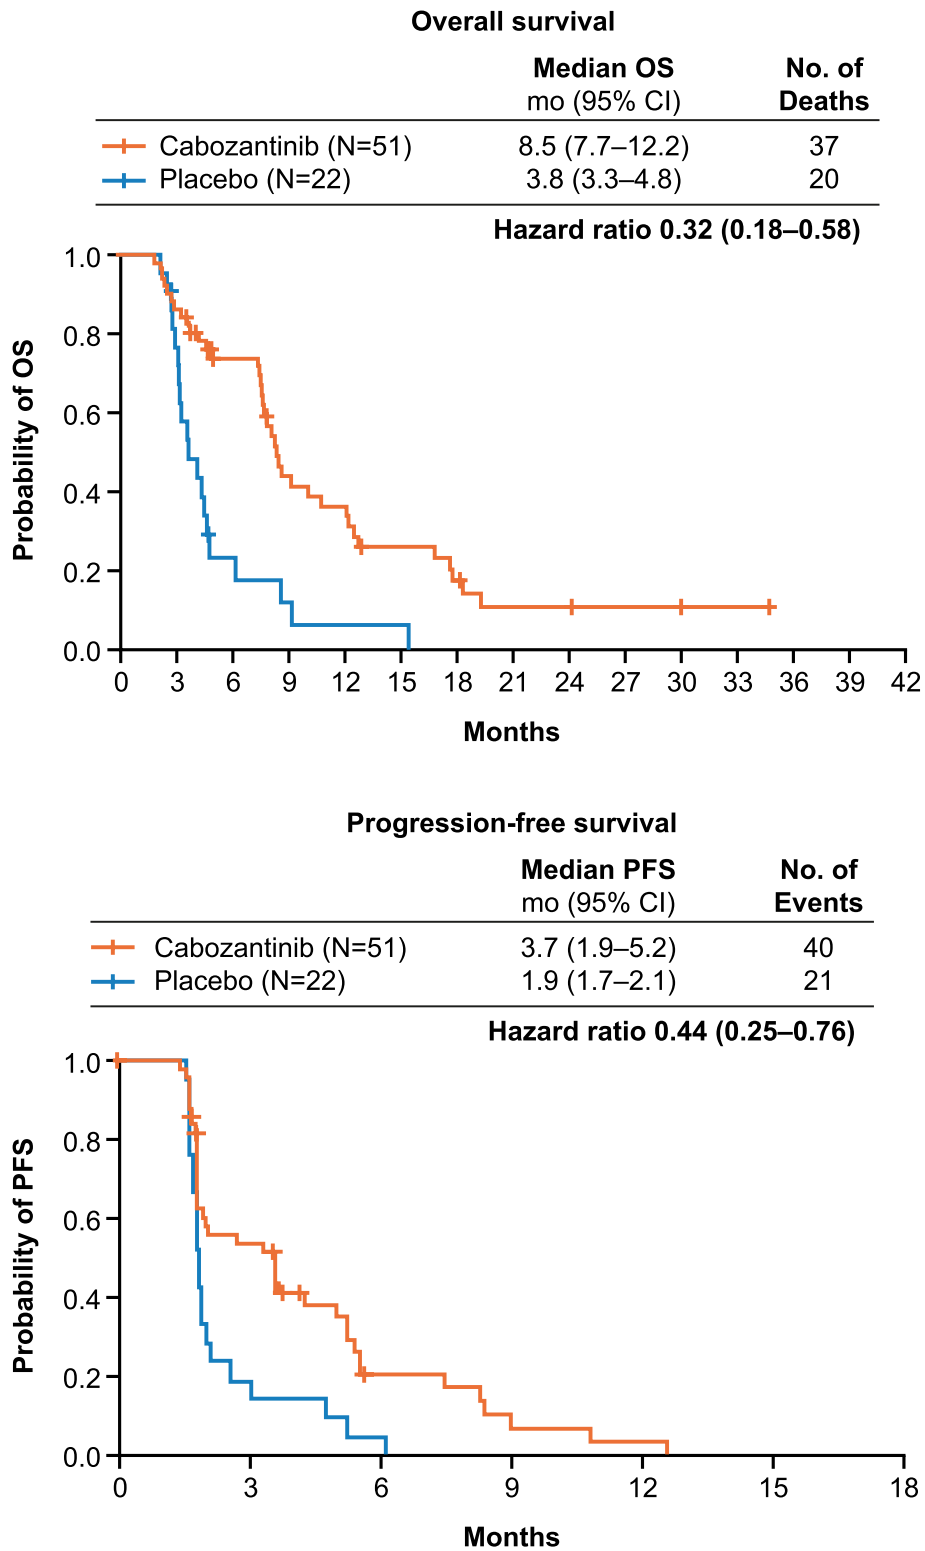 Overall survival
Median OS No. of
mo (95% CI) Deaths
Cabozantinib (N=51) 8.5 (7.7–12.2) 37
Placebo (N=22) 3.8 (3.3–4.8) 20
Hazard ratio 0.32 (0.18–0.58)
1.0
0.8
0.6
0.4
0.2
0.0
Probability of OS
0 3 6 9 12 15 18 21 24 27 30 33 36 39 42
Months
Progression-free survival
Median PFS No. of
mo (95% CI) Events
Cabozantinib (N=51) 3.7 (1.9–5.2) 40
Placebo (N=22) 1.9 (1.7–2.1) 21
Hazard ratio 0.44 (0.25–0.76)
1.0
0.8
0.6
0.4
0.2
0.0
Probability of PFS
0 3 6 9 12 15 18
Months